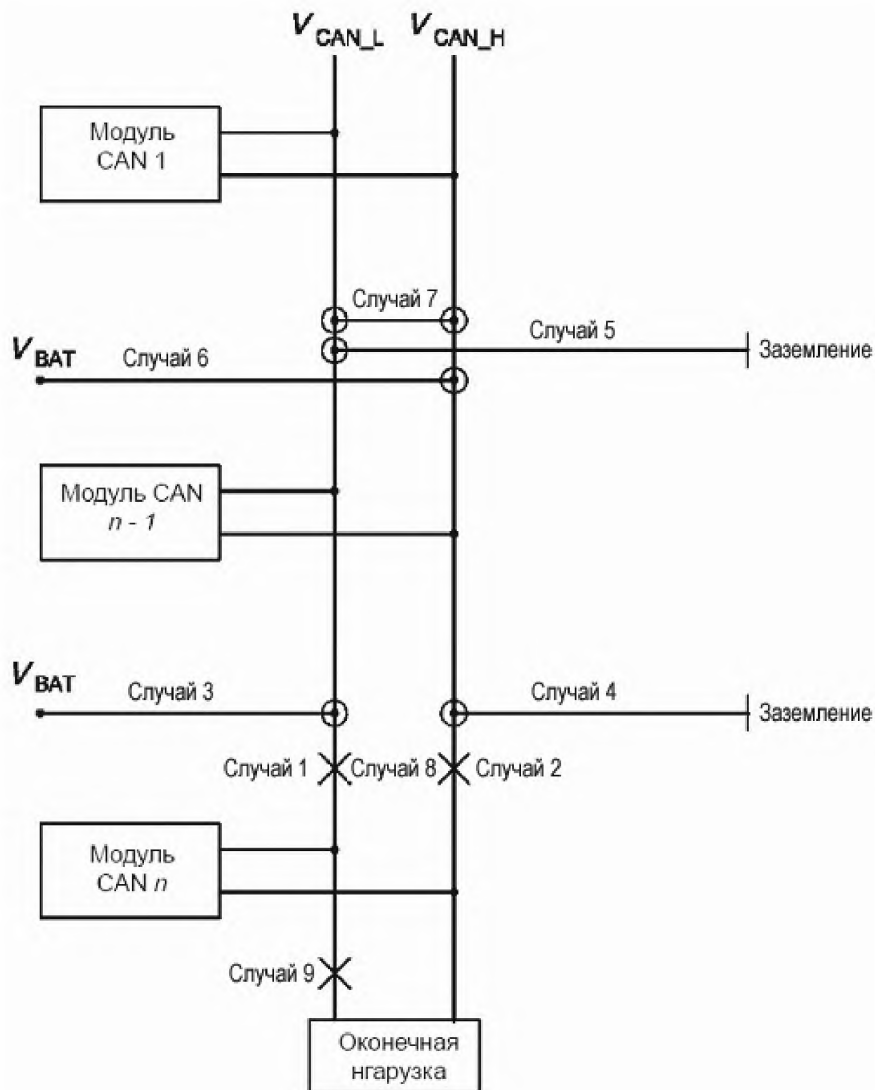 V CAN_L V CAN_H
Модуль
CAN 1
Случай 7
Случай 5
Заземление
V BAT
Случай 6
Модуль CAN
n - 1
V BAT
Случай 3
Случай 4
Заземление
Случай 1 Случай 8 Случай 2
Модуль
CAN n
Случай 9
Оконечная
нгарузка